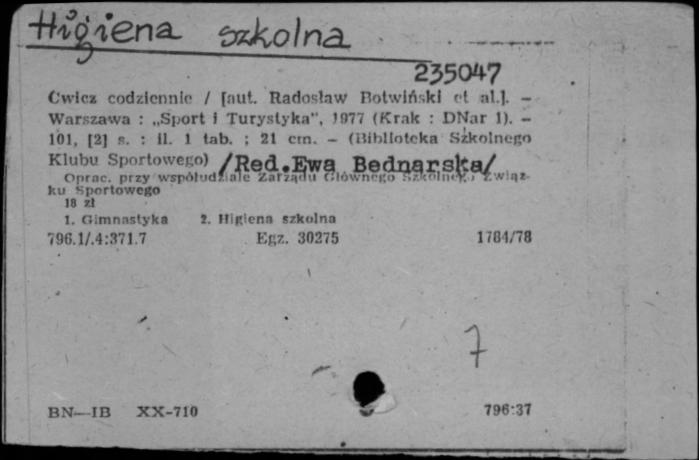 Higiena szkolna
235047
Ćwicz codziennie / [aut. Radosław Botwiński et al.]. –
Warszawa : „Sport i Turystyka”, 1977 (Krak : DNar 1). –
101, [2] s. : il. 1 tab. ; 21 cm. – (Biblioteka Szkolnego
Klubu Sportowego) /Red.Ewa Bednarska/
Oprac. przy współudziale Zarządu Głównego Szkolnego Związ-
ku Sportowego
18 zł
1. Gimnastyka 2. Higiena szkolna
796.1/.4:371.7 Egz. 30275 1784/78
7
BN—IB XX-710 796:37